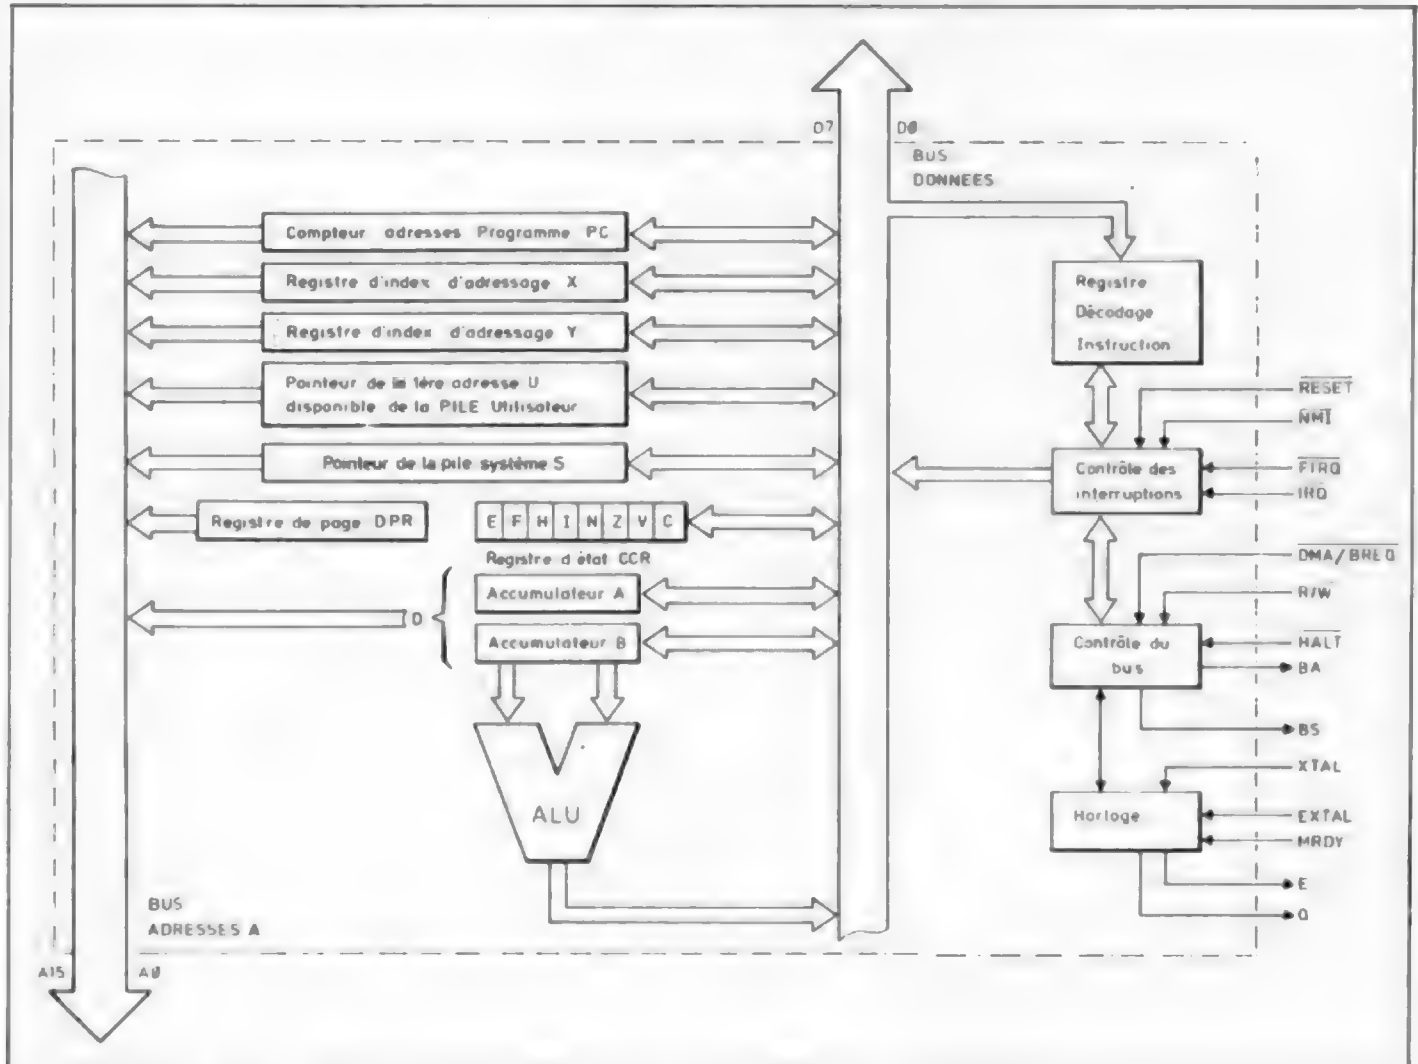 D7
D0
BUS
DONNEES
Compteur adresses Programme PC
Registre d'index d'adressage X
Registre d'index d'adressage Y
Pointeur de la 1ère adresse U
disponible de la PILE Utilisateur
Pointeur de la pile système S
Registre de page DPR
E F H I N Z V C
Registre d'état CCR
D
Accumulateur A
Accumulateur B
ALU
BUS
ADRESSES A
A15
A0
Registre
Décodage
Instruction
RESET
NMI
Contrôle des
interruptions
FIRQ
IRQ
DMA/BREQ
R/W
Contrôle du
bus
HALT
BA
BS
XTAL
Horloge
EXTAL
MRDY
E
Q